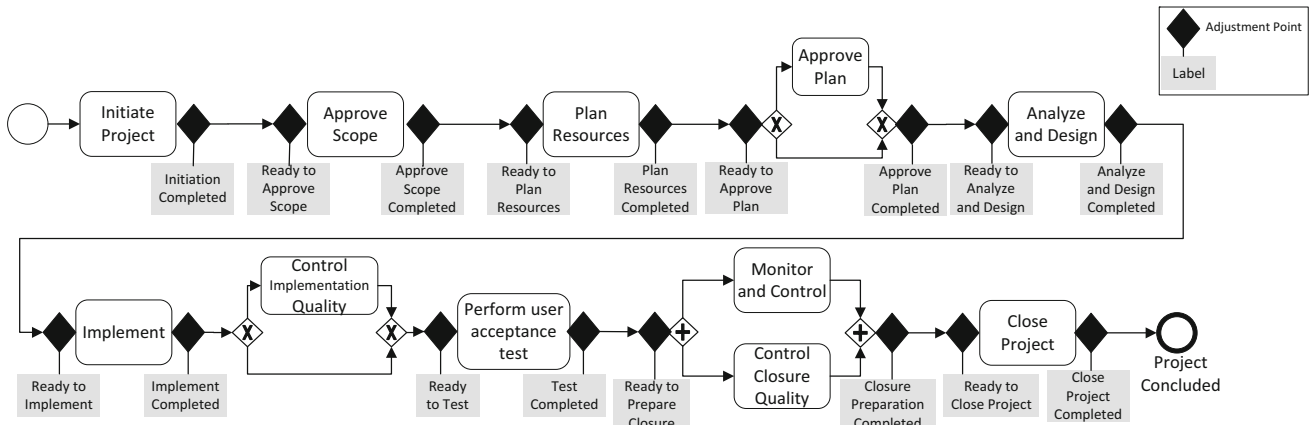 Adjustment Point
Label
Approve
Plan
Initiate
Project
Approve
Scope
Plan
Resources
X
X
Analyze
and Design
Initiation
Completed
Ready to
Approve
Scope
Approve
Scope
Completed
Ready to
Plan
Resources
Plan
Resources
Completed
Ready to
Approve
Plan
Approve
Plan
Completed
Ready to
Analyze
and Design
Analyze
and Design
Completed
Control
Implementation
Quality
Monitor
and Control
Implement
X
X
Perform user
acceptance
test
Close
Project
Project
Concluded
Control
Closure
Quality
Ready to
Implement
Implement
Completed
Ready
to Test
Test
Completed
Ready to
Prepare
Closure
Closure
Preparation
Completed
Ready to
Close Project
Close
Project
Completed